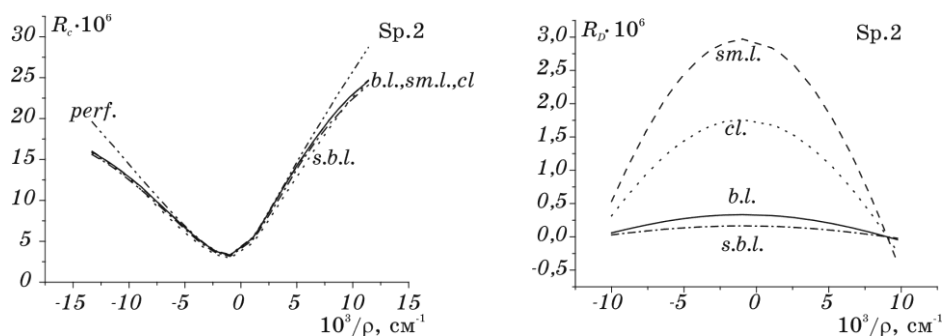 R_c·10^6
Sp.2
30
25
20
15
10
5
0
perf.
b.l.,sm.l.,cl
s.b.l.
-15 -10 -5 0 5 10 15
10^3/ρ, см^-1
R_D·10^6
Sp.2
3,0
2,5
2,0
1,5
1,0
0,5
0,0
-0,5
sm.l.
cl.
b.l.
s.b.l.
-10 -5 0 5 10
10^3/ρ, см^-1